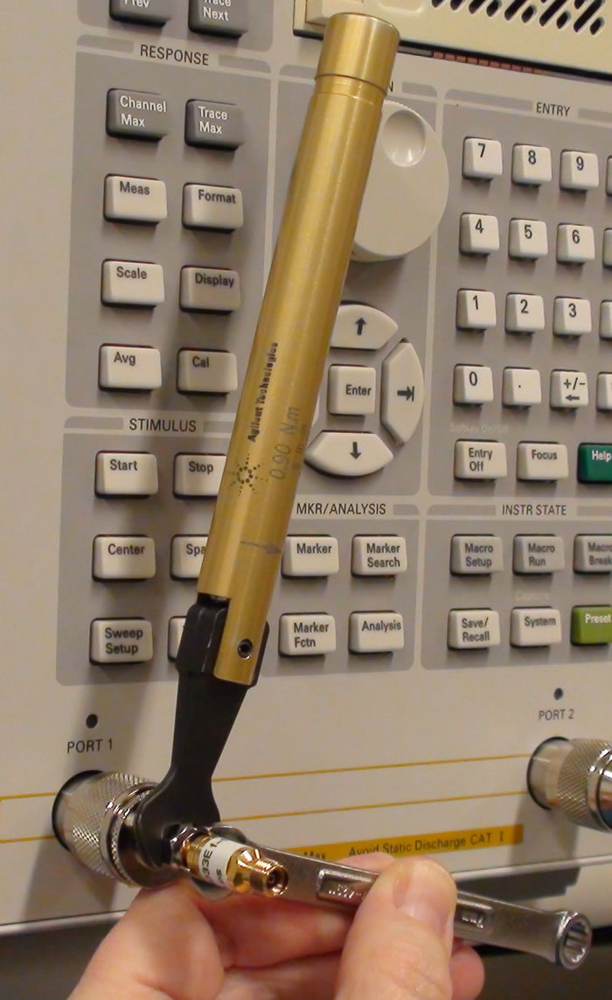 Prev
Trace
Next
RESPONSE
Channel
Max
Trace
Max
Meas
Format
Scale
Display
Avg
Cal
STIMULUS
Start
Stop
Center
Sweep
Setup
Agilent Technologies
0.90 Nm
Enter
MKR/ANALYSIS
Marker
Marker
Search
Marker
Fctn
Analysis
ENTRY
7
8
9
4
5
6
1
2
3
0
.
+/-
Softkey On/Off
Entry
Off
Focus
Help
INSTR STATE
Macro
Setup
Macro
Run
Macro
Break
Capture
Save/
Recall
System
Preset
PORT 1
PORT 2
Max
Avoid Static Discharge CAT I